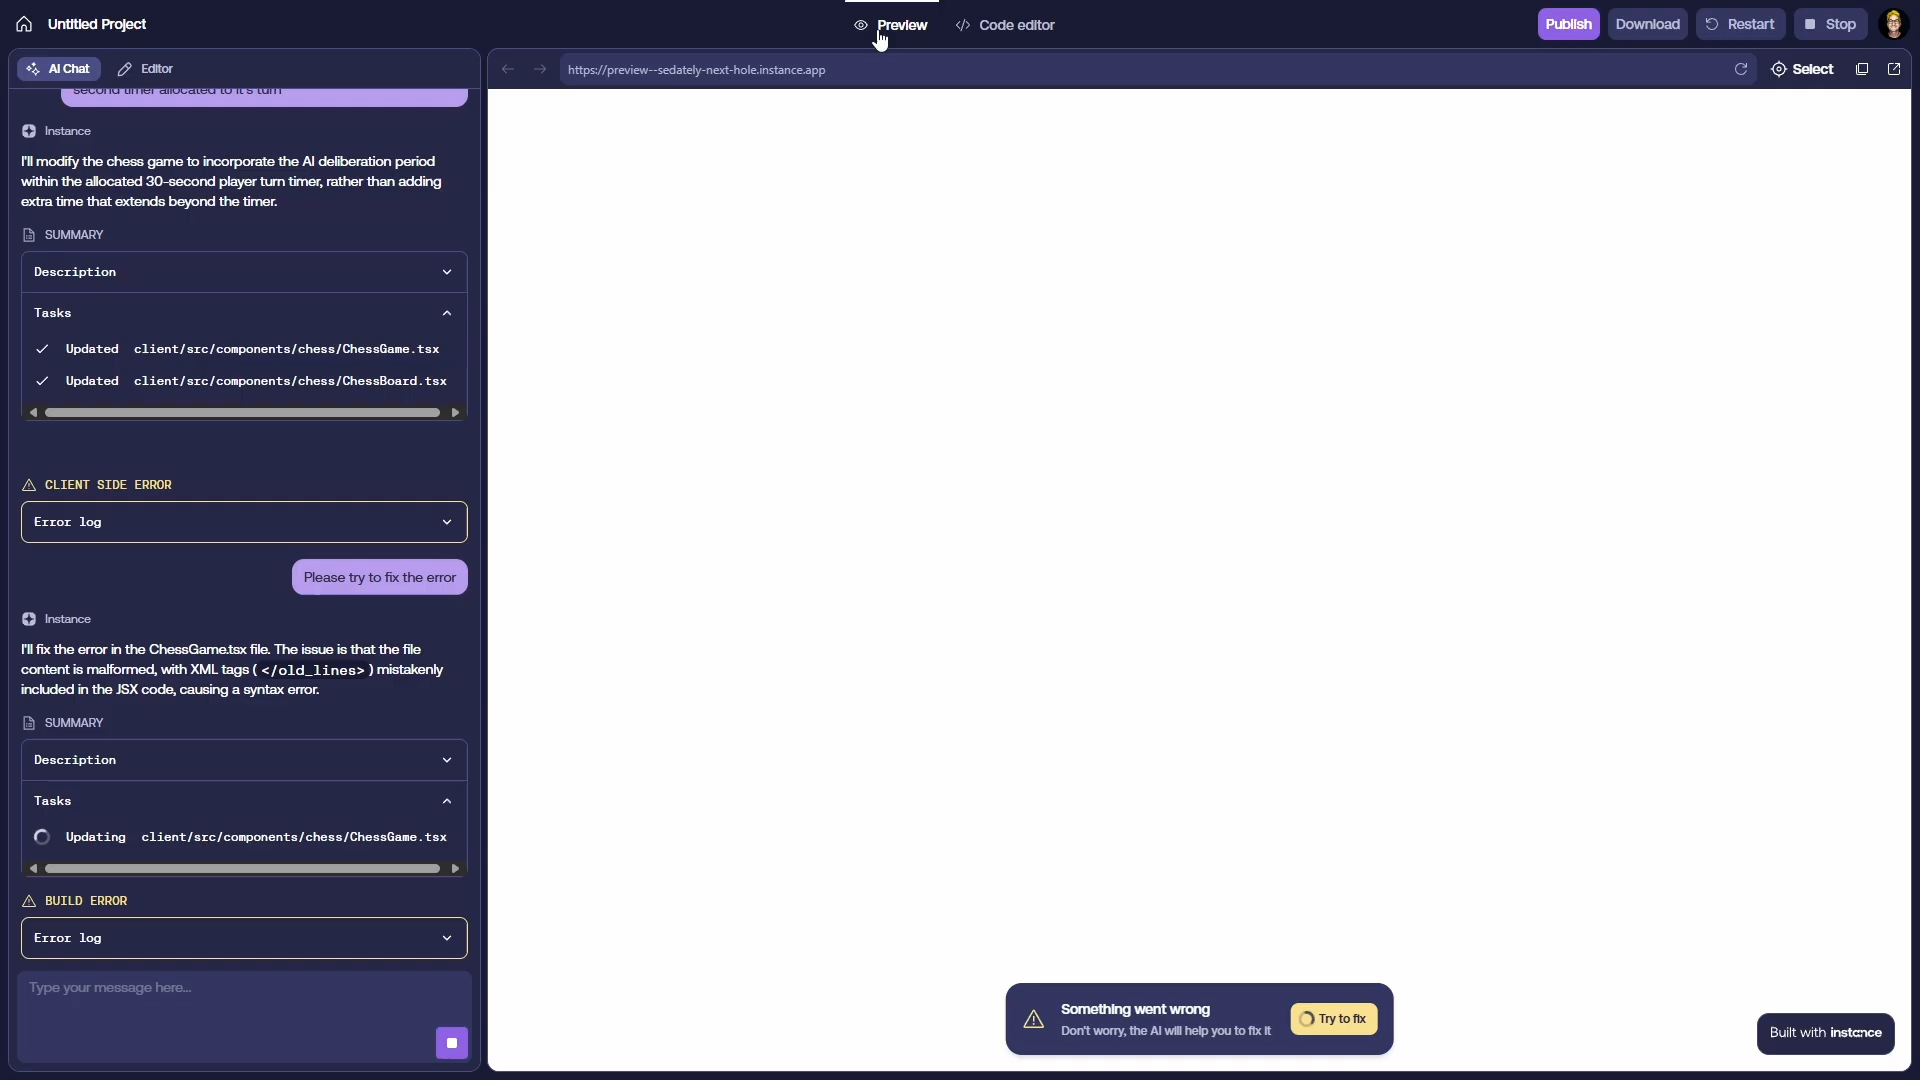 Untitled Project
Preview
Code editor
Publish
Download
Restart
Stop
AI Chat
Editor
https://preview--sedately-next-hole.instance.app
Select
second timer allocated to it's turn
Instance
I'll modify the chess game to incorporate the AI deliberation period
within the allocated 30-second player turn timer, rather than adding
extra time that extends beyond the timer.
SUMMARY
Description
Tasks
Updated client/src/components/chess/ChessGame.tsx
Updated client/src/components/chess/ChessBoard.tsx
CLIENT SIDE ERROR
Error log
Please try to fix the error
Instance
I'll fix the error in the ChessGame.tsx file. The issue is that the file
content is malformed, with XML tags ( </old_lines> ) mistakenly
included in the JSX code, causing a syntax error.
SUMMARY
Description
Tasks
Updating client/src/components/chess/ChessGame.tsx
BUILD ERROR
Error log
Type your message here...
Something went wrong
Don't worry, the AI will help you to fix it
Try to fix
Built with instance